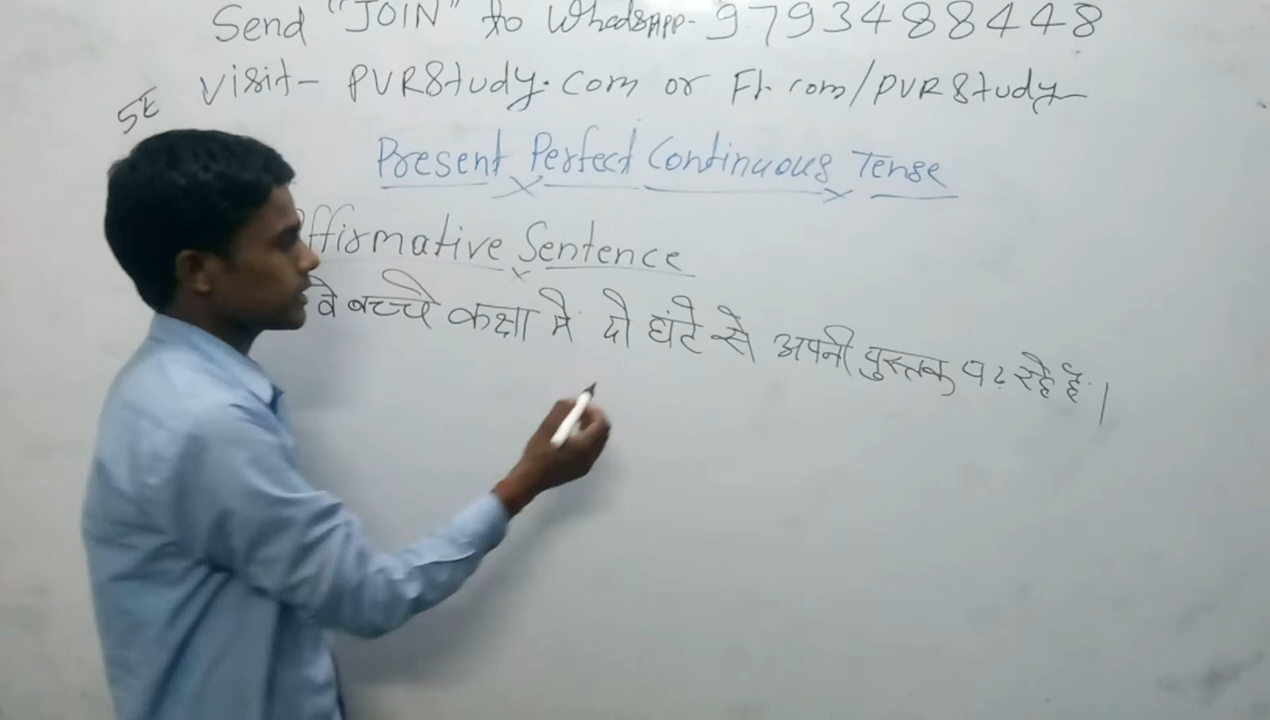 Send "JOIN" to WhatsApp- 9793488448
Visit- PVRStudy.com or Fb.com/PVRStudy
SE
Present Perfect Continuous Tense
Affirmative Sentence
वे बच्चे कक्षा में दो घंटे से अपनी पुस्तक पढ़ रहे हैं।